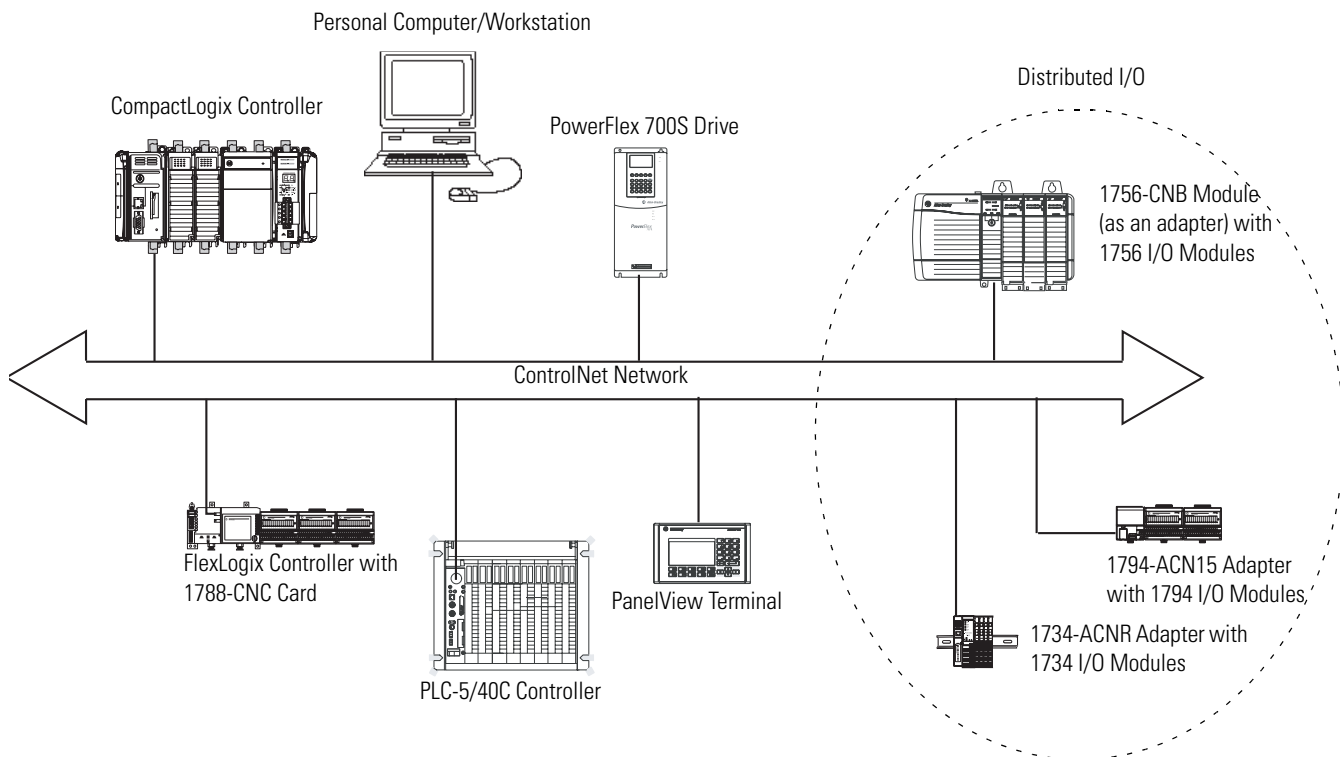 Personal Computer/Workstation
Distributed I/O
CompactLogix Controller
PowerFlex 700S Drive
1756-CNB Module
(as an adapter) with
1756 I/O Modules
ControlNet Network
FlexLogix Controller with
1788-CNC Card
PLC-5/40C Controller
PanelView Terminal
1794-ACN15 Adapter
with 1794 I/O Modules
1734-ACNR Adapter with
1734 I/O Modules